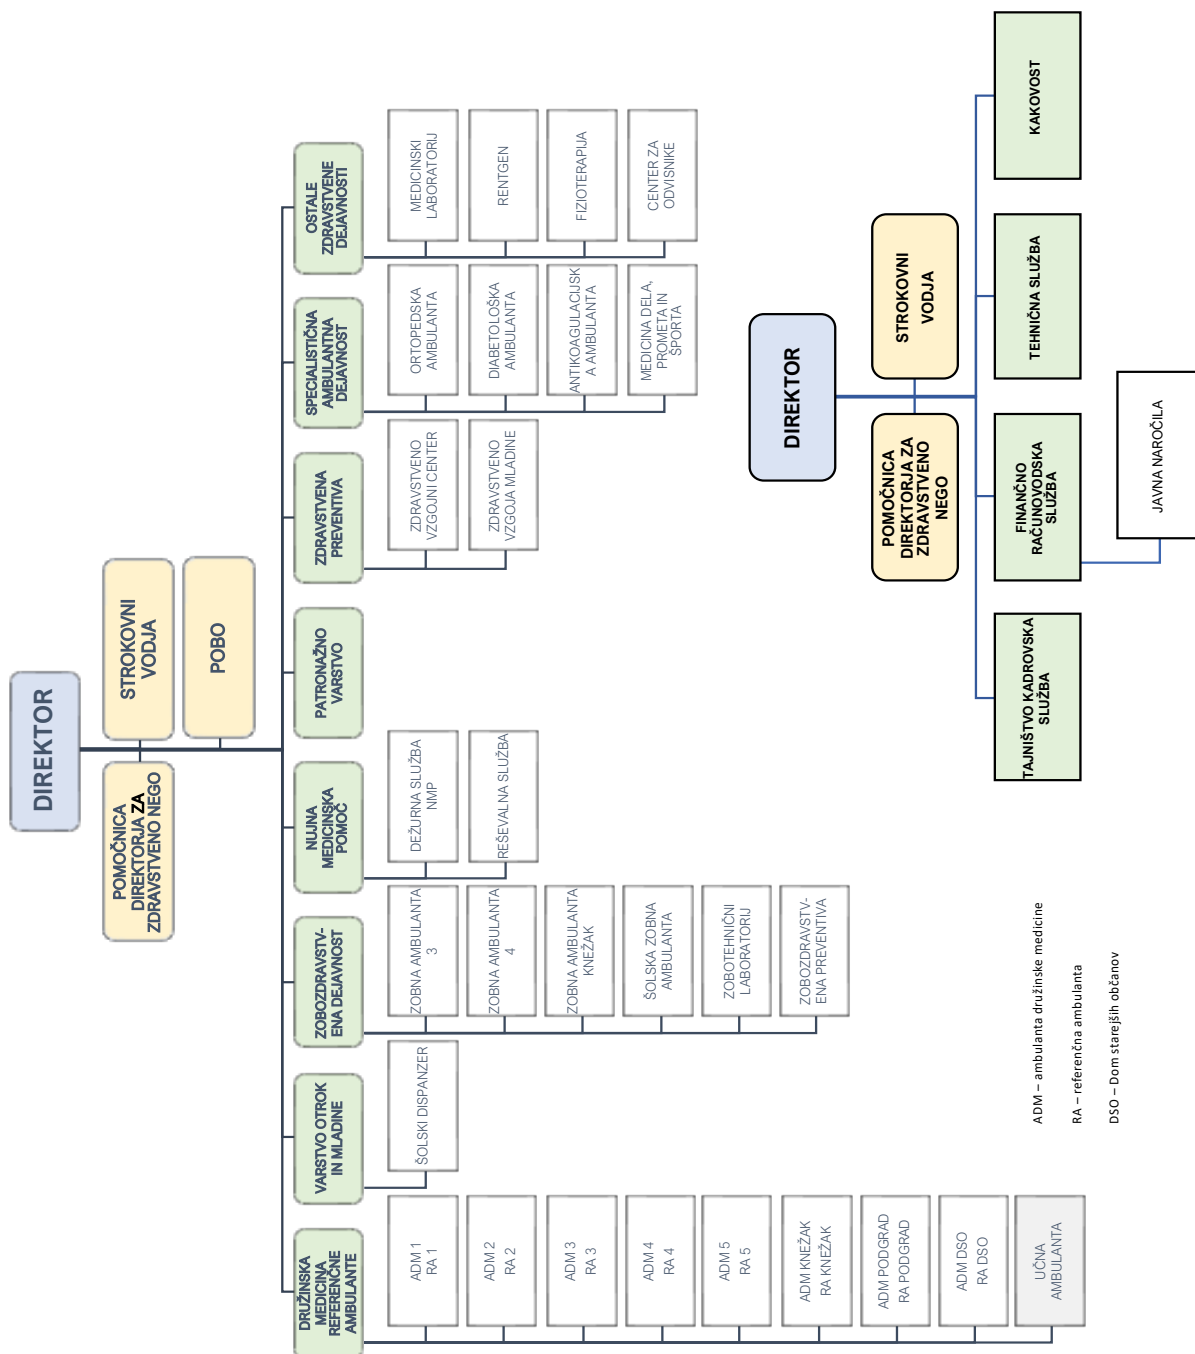 DIREKTOR
POMOČNICA
DIREKTORJA ZA
ZDRAVSTVENO NEGO
STROKOVNI
VODJA
POBO
DRUŽINSKA
MEDICINA
REFERENČNE
AMBULANTE
ADM 1
RA 1
ADM 2
RA 2
ADM 3
RA 3
ADM 4
RA 4
ADM 5
RA 5
ADM KNEŽAK
RA KNEŽAK
ADM PODGRAD
RA PODGRAD
ADM DSO
RA DSO
UČNA
AMBULANTA
VARSTVO OTROK
IN MLADINE
ŠOLSKI DISPANZER
ZOBOZDRAVSTV-
ENA DEJAVNOST
ZOBNA AMBULANTA
3
ZOBNA AMBULANTA
4
ZOBNA AMBULANTA
KNEŽAK
ŠOLSKA ZOBNA
AMBULANTA
ZOBOTEHNIČNI
LABORATORIJ
ZOBOZDRAVSTV-
ENA PREVENTIVA
NUJNA
MEDICINSKA
POMOČ
DEŽURNA SLUŽBA
NMP
REŠEVALNA SLUŽBA
PATRONAŽNO
VARSTVO
ZDRAVSTVENA
PREVENTIVA
ZDRAVSTVENO
VZGOJNI CENTER
ZDRAVSTVENO
VZGOJA MLADINE
SPECIALISTIČNA
AMBULANTNA
DEJAVNOST
ORTOPEDSKA
AMBULANTA
DIABETOLOŠKA
AMBULANTA
ANTIKOAGULACIJSK
A AMBULANTA
MEDICINA DELA,
PROMETA IN
ŠPORTA
OSTALE
ZDRAVSTVENE
DEJAVNOSTI
MEDICINSKI
LABORATORIJ
RENTGEN
FIZIOTERAPIJA
CENTER ZA
ODVISNIKE
DIREKTOR
POMOČNICA
DIREKTORJA ZA
ZDRAVSTVENO
NEGO
STROKOVNI
VODJA
TAJNIŠTVO KADROVSKA
SLUŽBA
FINANČNO
RAČUNOVODSKA
SLUŽBA
TEHNIČNA SLUŽBA
KAKOVOST
JAVNA NAROČILA
ADM – ambulanta družinske medicine
RA – referenčna ambulanta
DSO – Dom starejših občanov